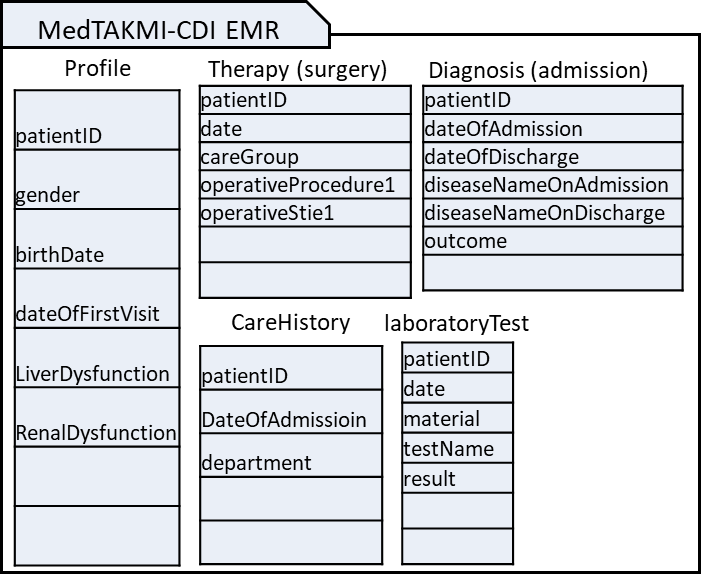 MedTAKMI-CDI EMR
Profile
patientID
gender
birthDate
dateOfFirstVisit
LiverDysfunction
RenalDysfunction
Therapy (surgery)
patientID
date
careGroup
operativeProcedure1
operativeStie1
Diagnosis (admission)
patientID
dateOfAdmission
dateOfDischarge
diseaseNameOnAdmission
diseaseNameOnDischarge
outcome
CareHistory
patientID
DateOfAdmissioin
department
laboratoryTest
patientID
date
material
testName
result